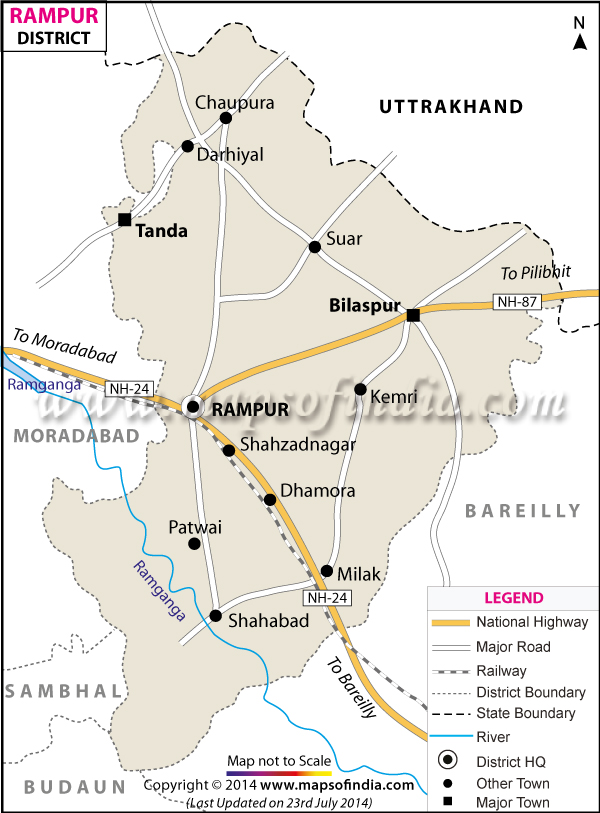 RAMPUR
DISTRICT
N
Chaupura
UTTRAKHAND
Darhiyal
Tanda
Suar
To Pilibhit
Bilaspur
NH-87
To Moradabad
Ramganga
NH-24
Kemri
www.mapsofindia.com
RAMPUR
MORADABAD
Shahzadnagar
Dhamora
BAREILLY
Patwai
Ramganga
Milak
NH-24
Shahabad
SAMBHAL
To Bareilly
BUDAUN
LEGEND
National Highway
Major Road
Railway
District Boundary
State Boundary
River
District HQ
Other Town
Major Town
Map not to Scale
Copyright © 2014 www.mapsofindia.com
(Last Updated on 23rd July 2014)